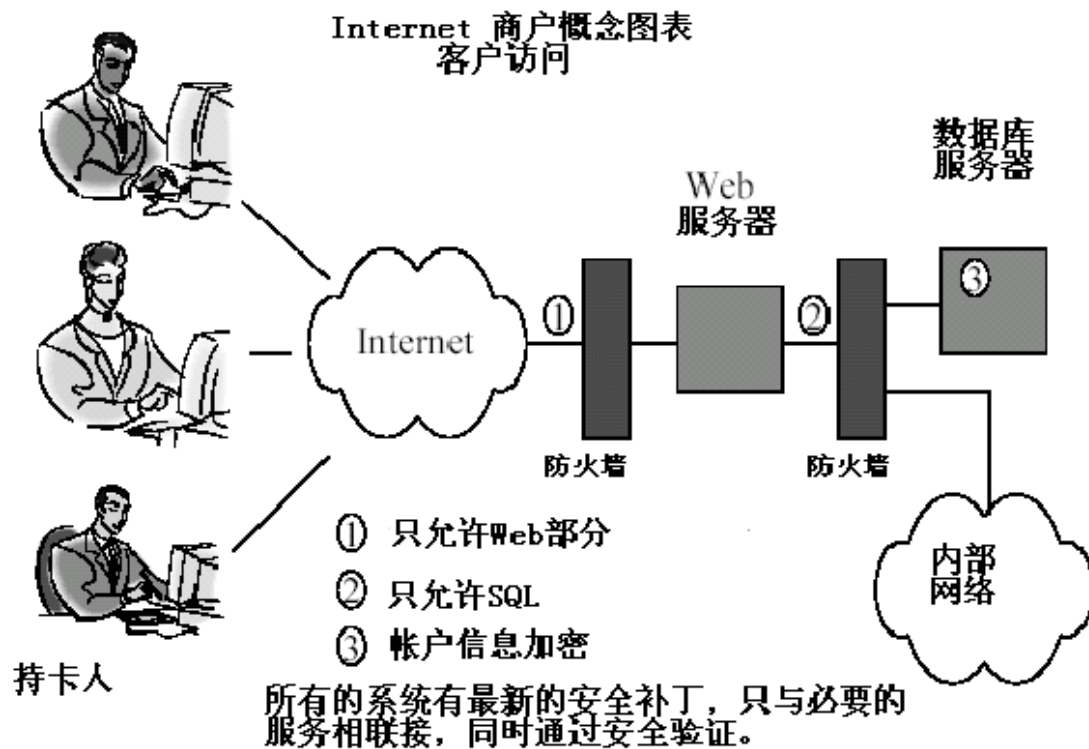 Internet 商户概念图表
客户访问
数据库
服务器
Web
服务器
①
②
③
Internet
防火墙
防火墙
① 只允许Web部分
② 只允许SQL
③ 帐户信息加密
内部
网络
持卡人
所有的系统有最新的安全补丁，只与必要的
服务相联接，同时通过安全验证。